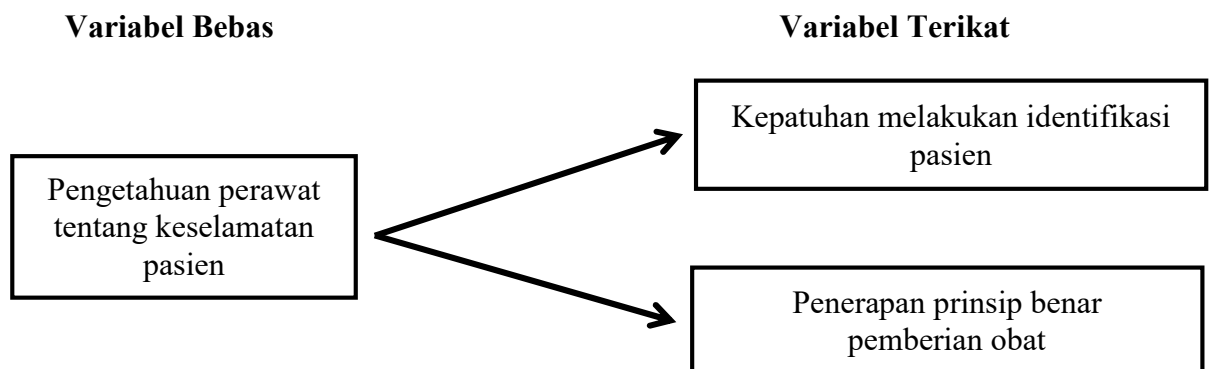 Variabel Bebas
Variabel Terikat
Pengetahuan perawat
tentang keselamatan
pasien
Kepatuhan melakukan identifikasi
pasien
Penerapan prinsip benar
pemberian obat